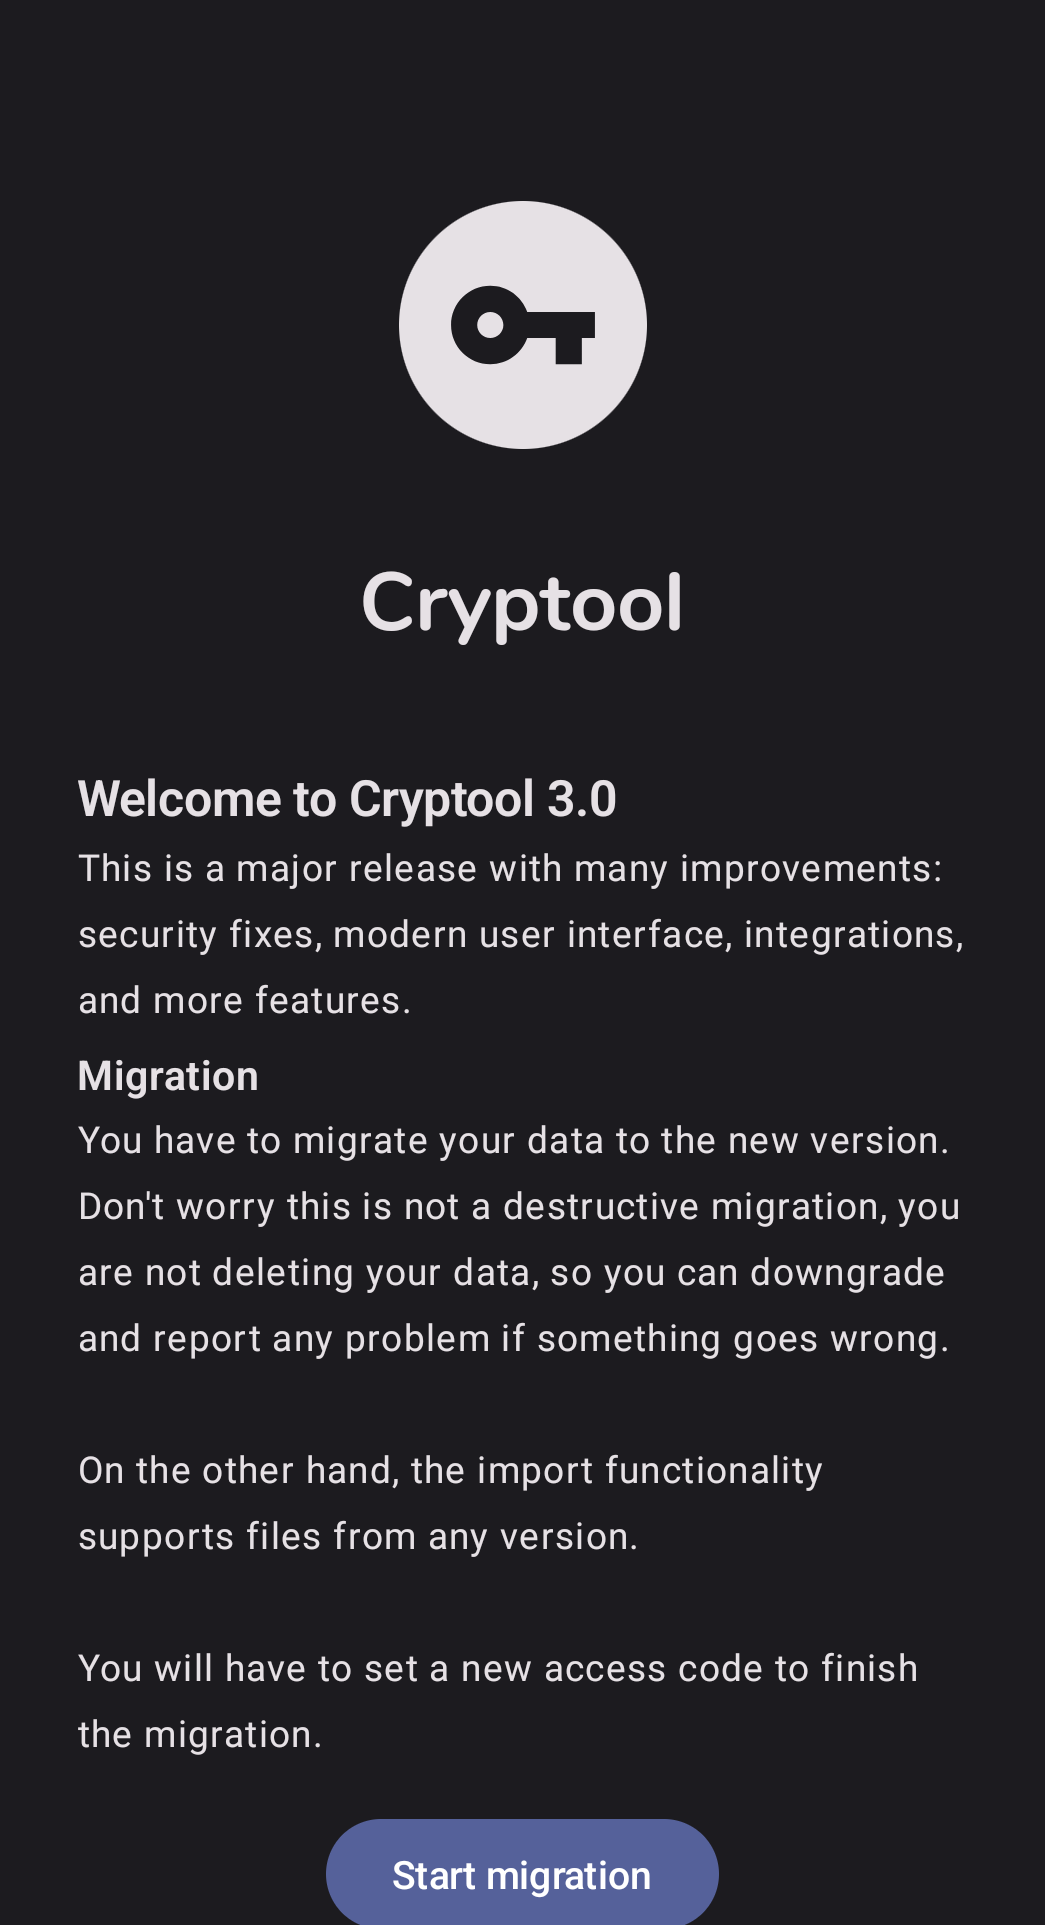 Cryptool
Welcome to Cryptool 3.0
This is a major release with many improvements:
security fixes, modern user interface, integrations,
and more features.
Migration
You have to migrate your data to the new version.
Don't worry this is not a destructive migration, you
are not deleting your data, so you can downgrade
and report any problem if something goes wrong.
On the other hand, the import functionality
supports files from any version.
You will have to set a new access code to finish
the migration.
Start migration